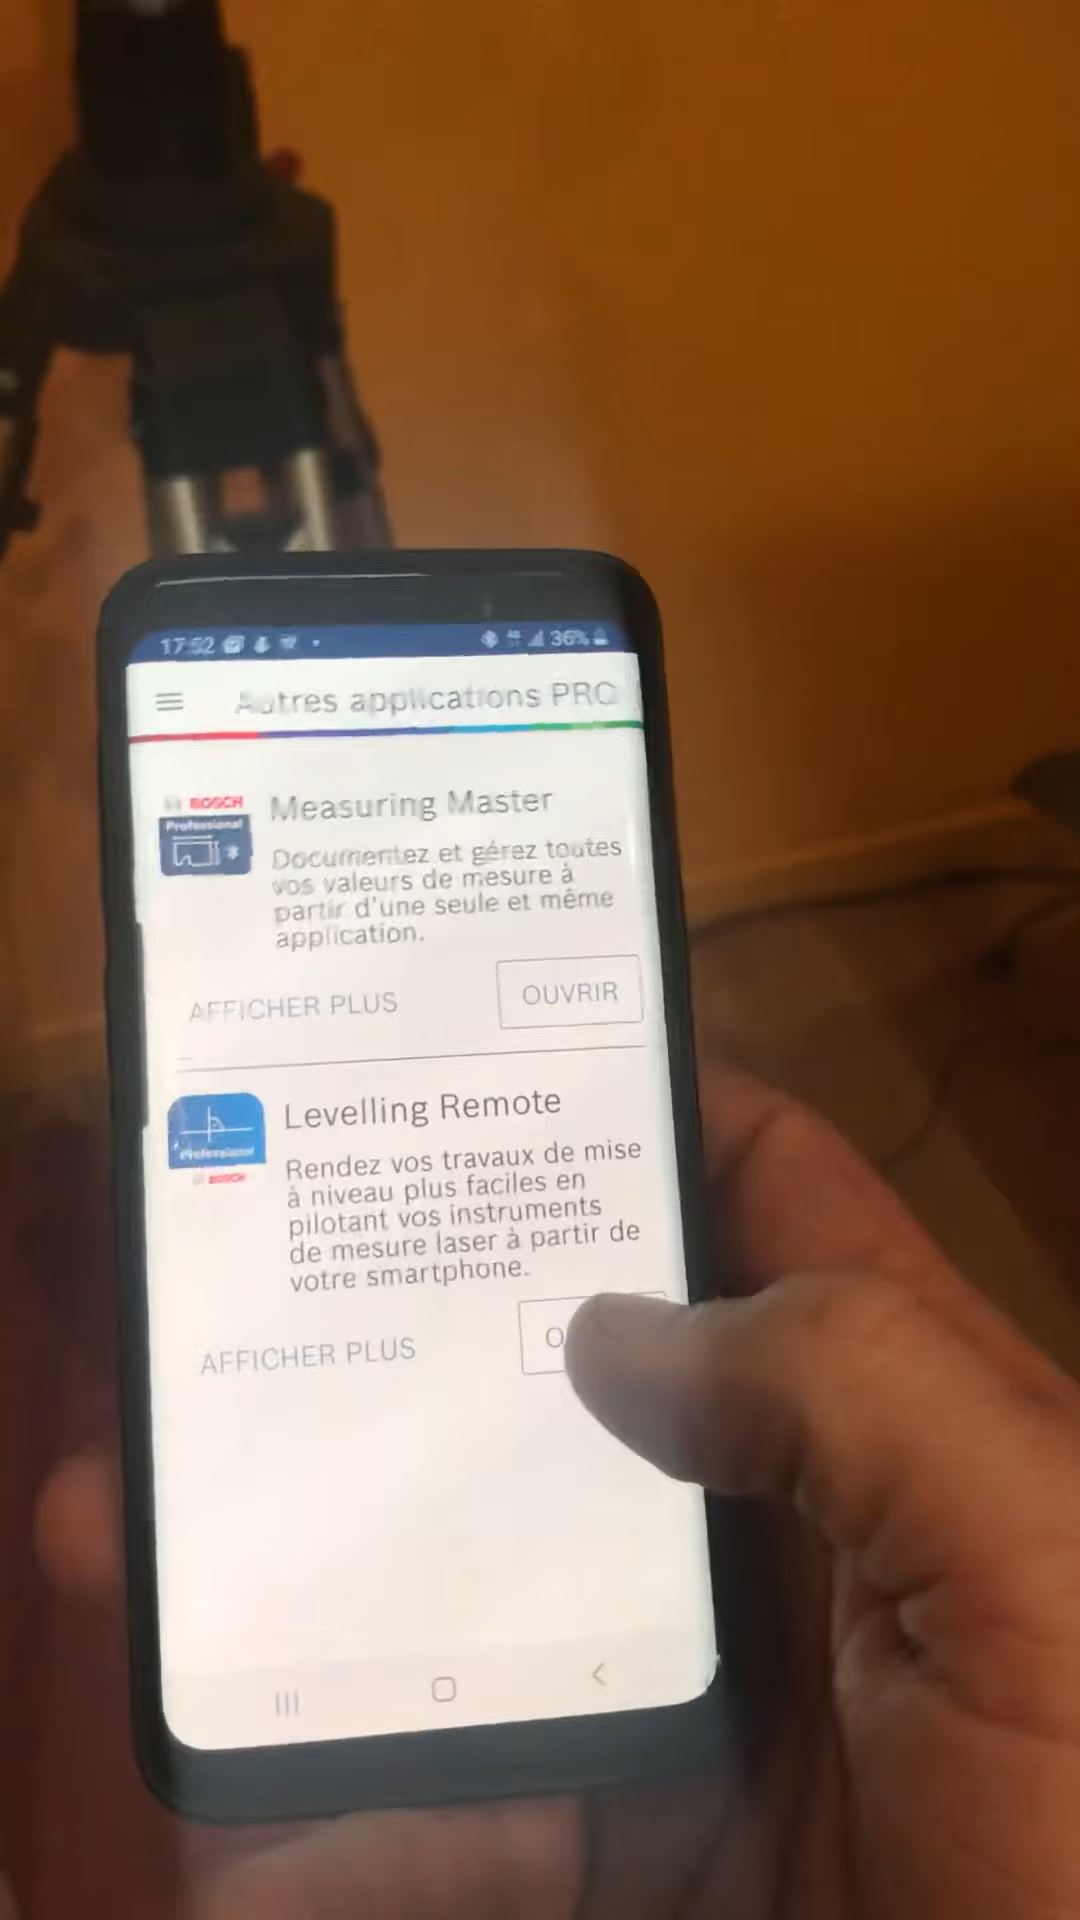 17:52
36%
Autres applications PRO
BOSCH
Professional
Measuring Master
Documentez et gérez toutes
vos valeurs de mesure à
partir d'une seule et même
application.
AFFICHER PLUS
OUVRIR
Professional
BOSCH
Levelling Remote
Rendez vos travaux de mise
à niveau plus faciles en
pilotant vos instruments
de mesure laser à partir de
votre smartphone.
AFFICHER PLUS